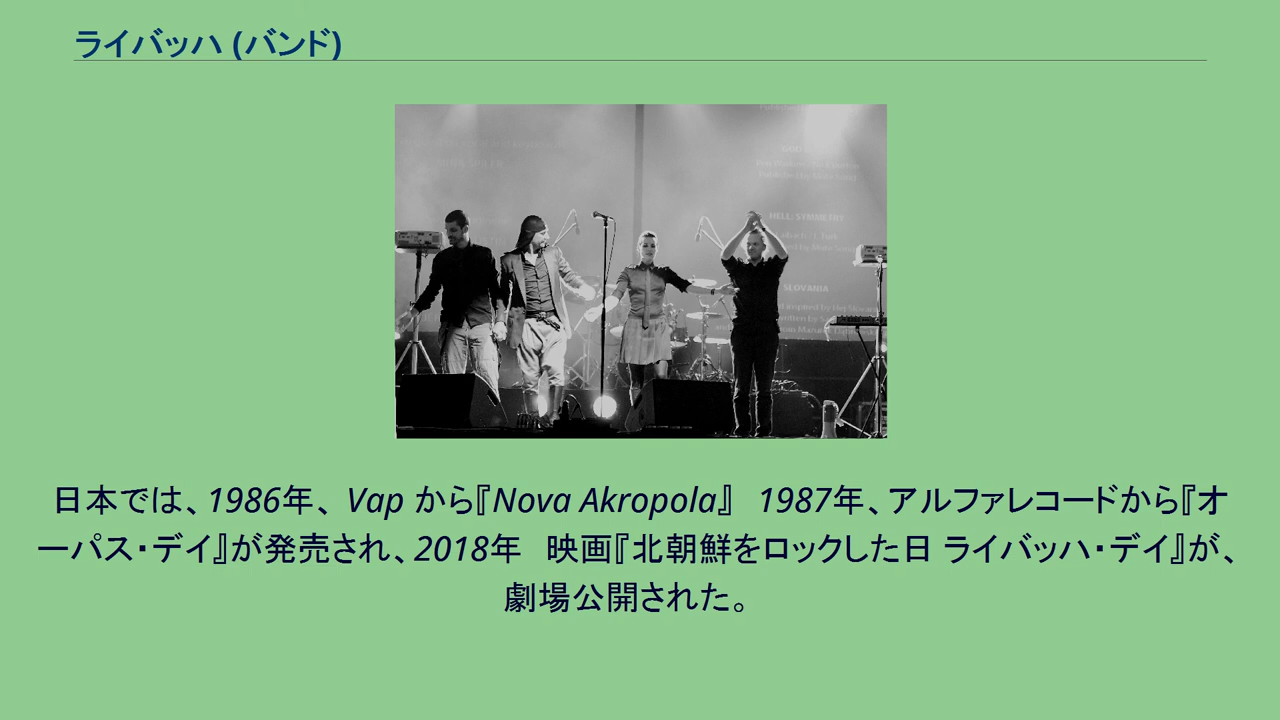 ライバッハ (バンド)
GOD
HELL: SYMMETRY
SLOVANIA
日本では、1986年、 Vap から『Nova Akropola』 1987年、アルファレコードから『オ
ーパス・デイ』が発売され、2018年 映画『北朝鮮をロックした日 ライバッハ・デイ』が、
劇場公開された。